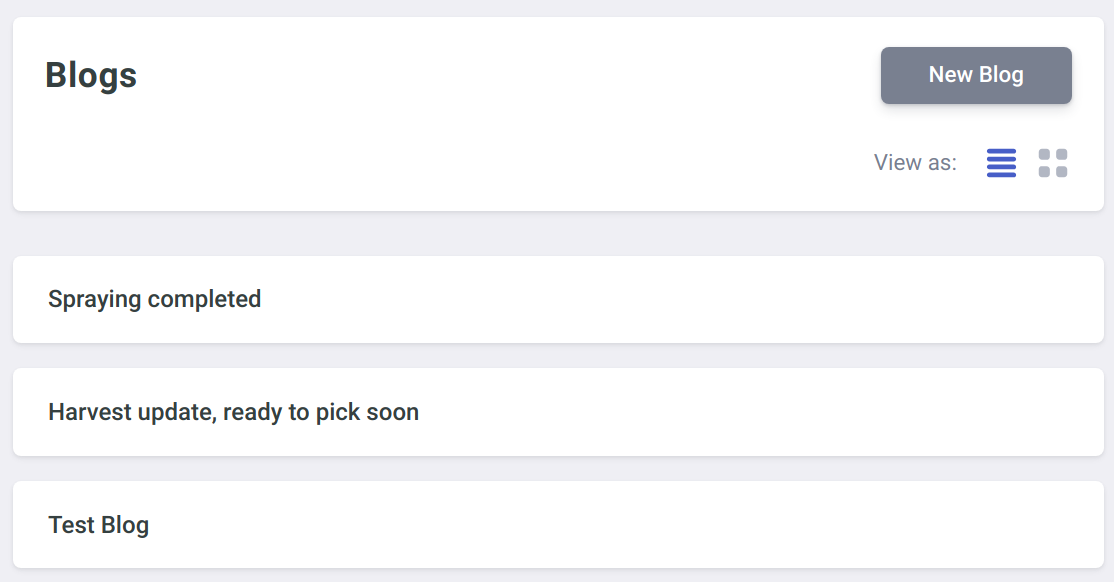 Blogs
New Blog
View as:
Spraying completed
Harvest update, ready to pick soon
Test Blog